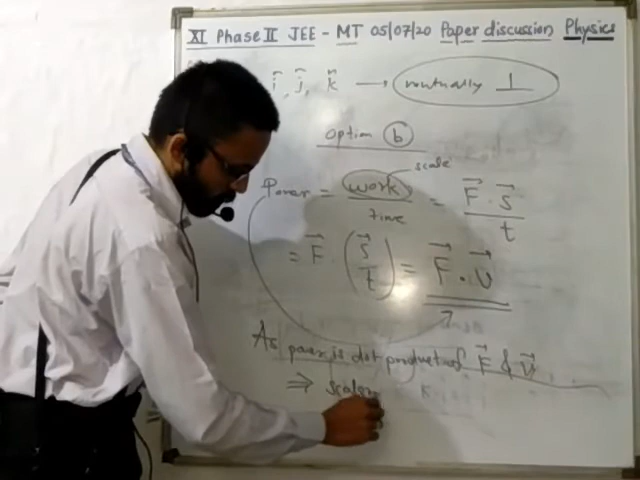 XI Phase II JEE - MT 05/07/20 Paper discussion Physics
î, ĵ, k̂ → mutually ⊥
option (b)
scale
Power = work/time = F⃗ · s⃗ / t
= F⃗ · (s⃗/t) = F⃗ · v⃗
As power is dot product of F⃗ & v⃗
⇒ scalar